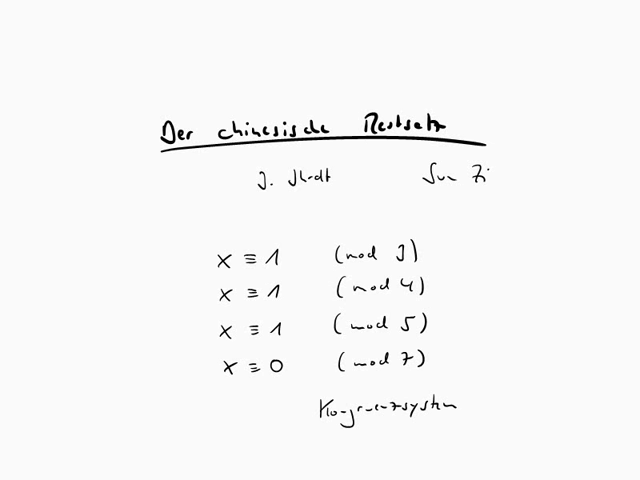 Der chinesische Restsatz
3. Jhrdt Sun Zi
x ≡ 1 (mod 3)
x ≡ 1 (mod 4)
x ≡ 1 (mod 5)
x ≡ 0 (mod 7)
Kongruenzsystem